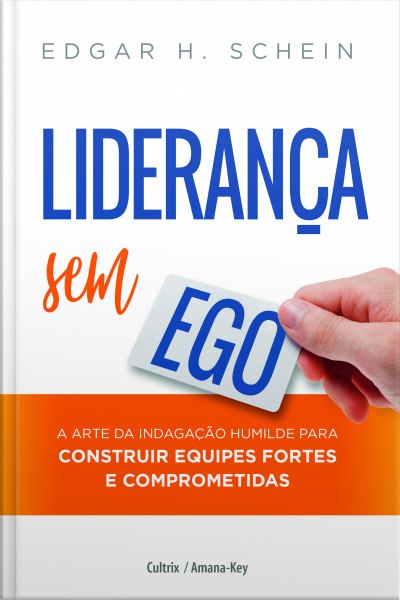 EDGAR H. SCHEIN
LIDERANÇA
sem
EGO
A ARTE DA INDAGAÇÃO HUMILDE PARA
CONSTRUIR EQUIPES FORTES
E COMPROMETIDAS
Cultrix / Amana-Key